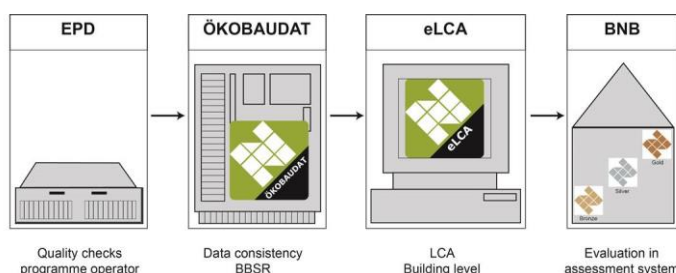 EPD
ÖKOBAUDAT
eLCA
BNB
ÖKOBAUDAT
eLCA
Gold
Silver
Bronze
Quality checks
programme operator
Data consistency
BBSR
LCA
Building level
Evaluation in
assessment system